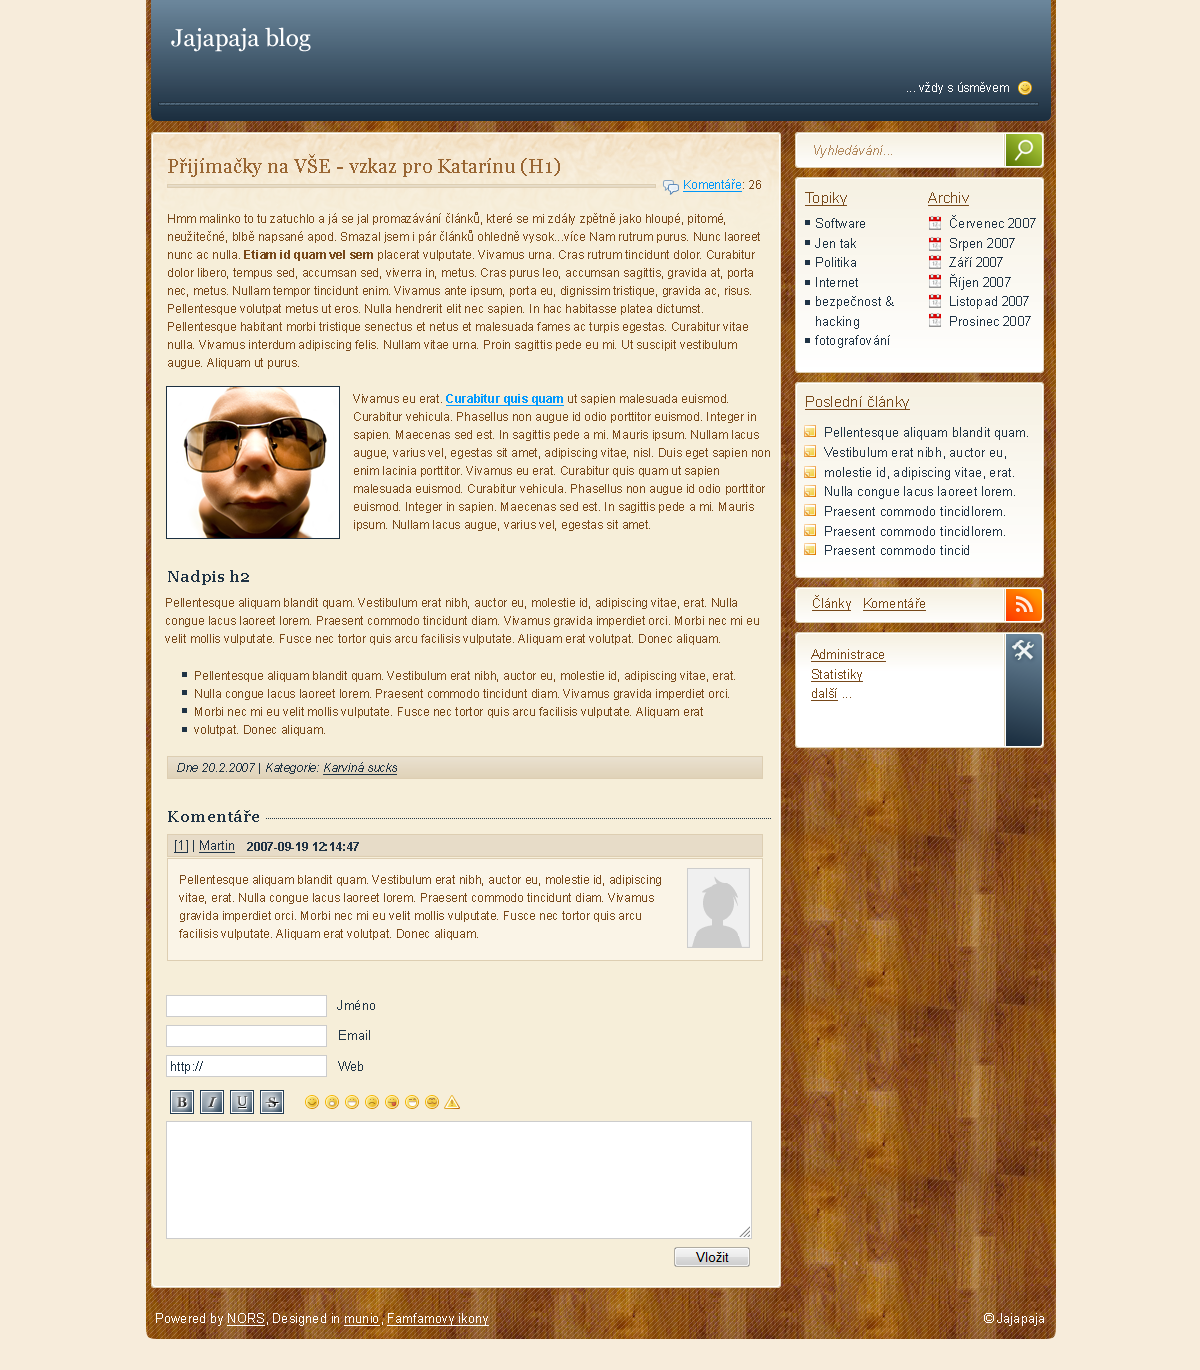 Jajapaja blog
... vždy s úsměvem
Přijímačky na VŠE - vzkaz pro Katarínu (H1)
Komentáře: 26
Hmm malinko to tu zatuchlo a já se jal promazávání článků, které se mi zdály zpětně jako hloupé, pitomé,
neužitečné, blbě napsané apod. Smazal jsem i pár článků ohledně vysok...více Nam rutrum purus. Nunc laoreet
nunc ac nulla. Etiam id quam vel sem placerat vulputate. Vivamus urna. Cras rutrum tincidunt dolor. Curabitur
dolor libero, tempus sed, accumsan sed, viverra in, metus. Cras purus leo, accumsan sagittis, gravida at, porta
nec, metus. Nullam tempor tincidunt enim. Vivamus ante ipsum, porta eu, dignissim tristique, gravida ac, risus.
Pellentesque volutpat metus ut eros. Nulla hendrerit elit nec sapien. In hac habitasse platea dictumst.
Pellentesque habitant morbi tristique senectus et netus et malesuada fames ac turpis egestas. Curabitur vitae
nulla. Vivamus interdum adipiscing felis. Nullam vitae urna. Proin sagittis pede eu mi. Ut suscipit vestibulum
augue. Aliquam ut purus.
Vivamus eu erat. Curabitur quis quam ut sapien malesuada euismod.
Curabitur vehicula. Phasellus non augue id odio porttitor euismod. Integer in
sapien. Maecenas sed est. In sagittis pede a mi. Mauris ipsum. Nullam lacus
augue, varius vel, egestas sit amet, adipiscing vitae, nisl. Duis eget sapien non
enim lacinia porttitor. Vivamus eu erat. Curabitur quis quam ut sapien
malesuada euismod. Curabitur vehicula. Phasellus non augue id odio porttitor
euismod. Integer in sapien. Maecenas sed est. In sagittis pede a mi. Mauris
ipsum. Nullam lacus augue, varius vel, egestas sit amet.
Nadpis h2
Pellentesque aliquam blandit quam. Vestibulum erat nibh, auctor eu, molestie id, adipiscing vitae, erat. Nulla
congue lacus laoreet lorem. Praesent commodo tincidunt diam. Vivamus gravida imperdiet orci. Morbi nec mi eu
velit mollis vulputate. Fusce nec tortor quis arcu facilisis vulputate. Aliquam erat volutpat. Donec aliquam.
Pellentesque aliquam blandit quam. Vestibulum erat nibh, auctor eu, molestie id, adipiscing vitae, erat.
Nulla congue lacus laoreet lorem. Praesent commodo tincidunt diam. Vivamus gravida imperdiet orci.
Morbi nec mi eu velit mollis vulputate. Fusce nec tortor quis arcu facilisis vulputate. Aliquam erat
volutpat. Donec aliquam.
Dne 20.2.2007 | Kategorie: Karviná sucks
Komentáře
[1] | Martin 2007-09-19 12:14:47
Pellentesque aliquam blandit quam. Vestibulum erat nibh, auctor eu, molestie id, adipiscing
vitae, erat. Nulla congue lacus laoreet lorem. Praesent commodo tincidunt diam. Vivamus
gravida imperdiet orci. Morbi nec mi eu velit mollis vulputate. Fusce nec tortor quis arcu
facilisis vulputate. Aliquam erat volutpat. Donec aliquam.
Jméno
Email
http:// Web
B I U S
Vložit
Vyhledávání...
Topiky
Software
Jen tak
Politika
Internet
bezpečnost &
hacking
fotografování
Archiv
Červenec 2007
Srpen 2007
Září 2007
Říjen 2007
Listopad 2007
Prosinec 2007
Poslední články
Pellentesque aliquam blandit quam.
Vestibulum erat nibh, auctor eu,
molestie id, adipiscing vitae, erat.
Nulla congue lacus laoreet lorem.
Praesent commodo tincidlorem.
Praesent commodo tincidlorem.
Praesent commodo tincid
Články Komentáře
Administrace
Statistiky
další ...
Powered by NORS, Designed in munio, Famfamovy ikony
© Jajapaja